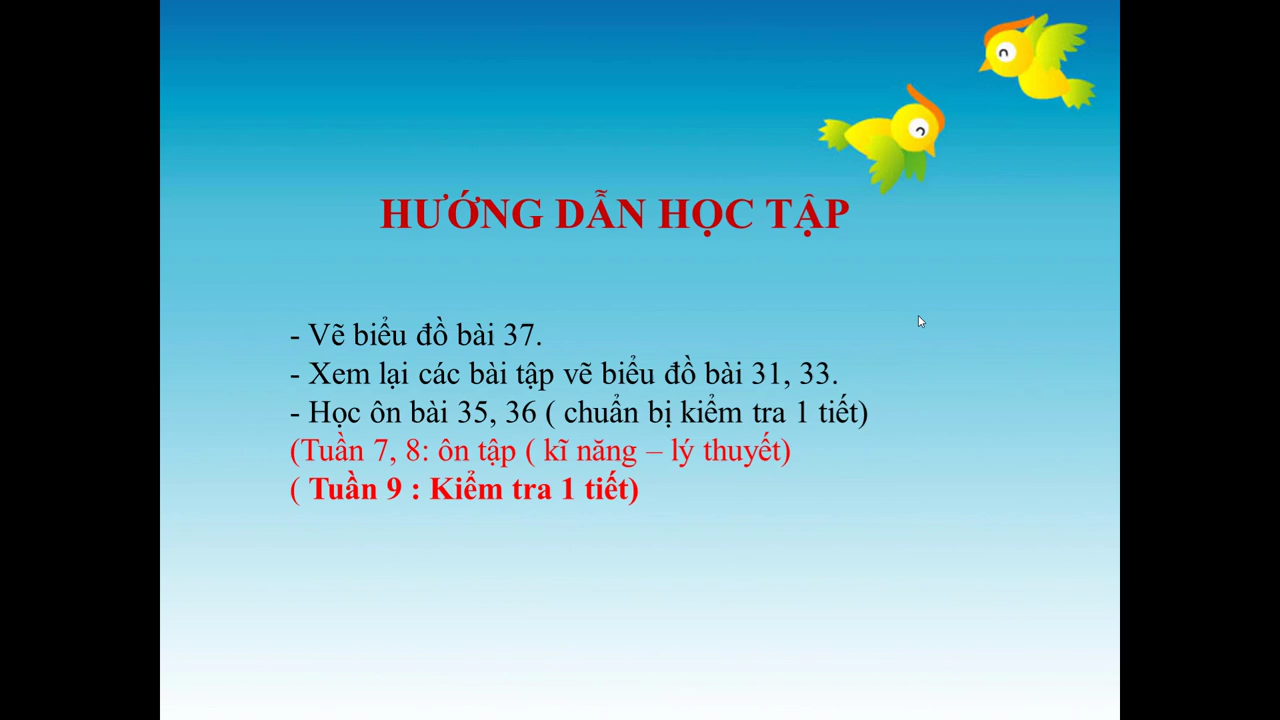 HƯỚNG DẪN HỌC TẬP
- Vẽ biểu đồ bài 37.
- Xem lại các bài tập vẽ biểu đồ bài 31, 33.
- Học ôn bài 35, 36 ( chuẩn bị kiểm tra 1 tiết)
(Tuần 7, 8: ôn tập ( kĩ năng – lý thuyết)
( Tuần 9 : Kiểm tra 1 tiết)